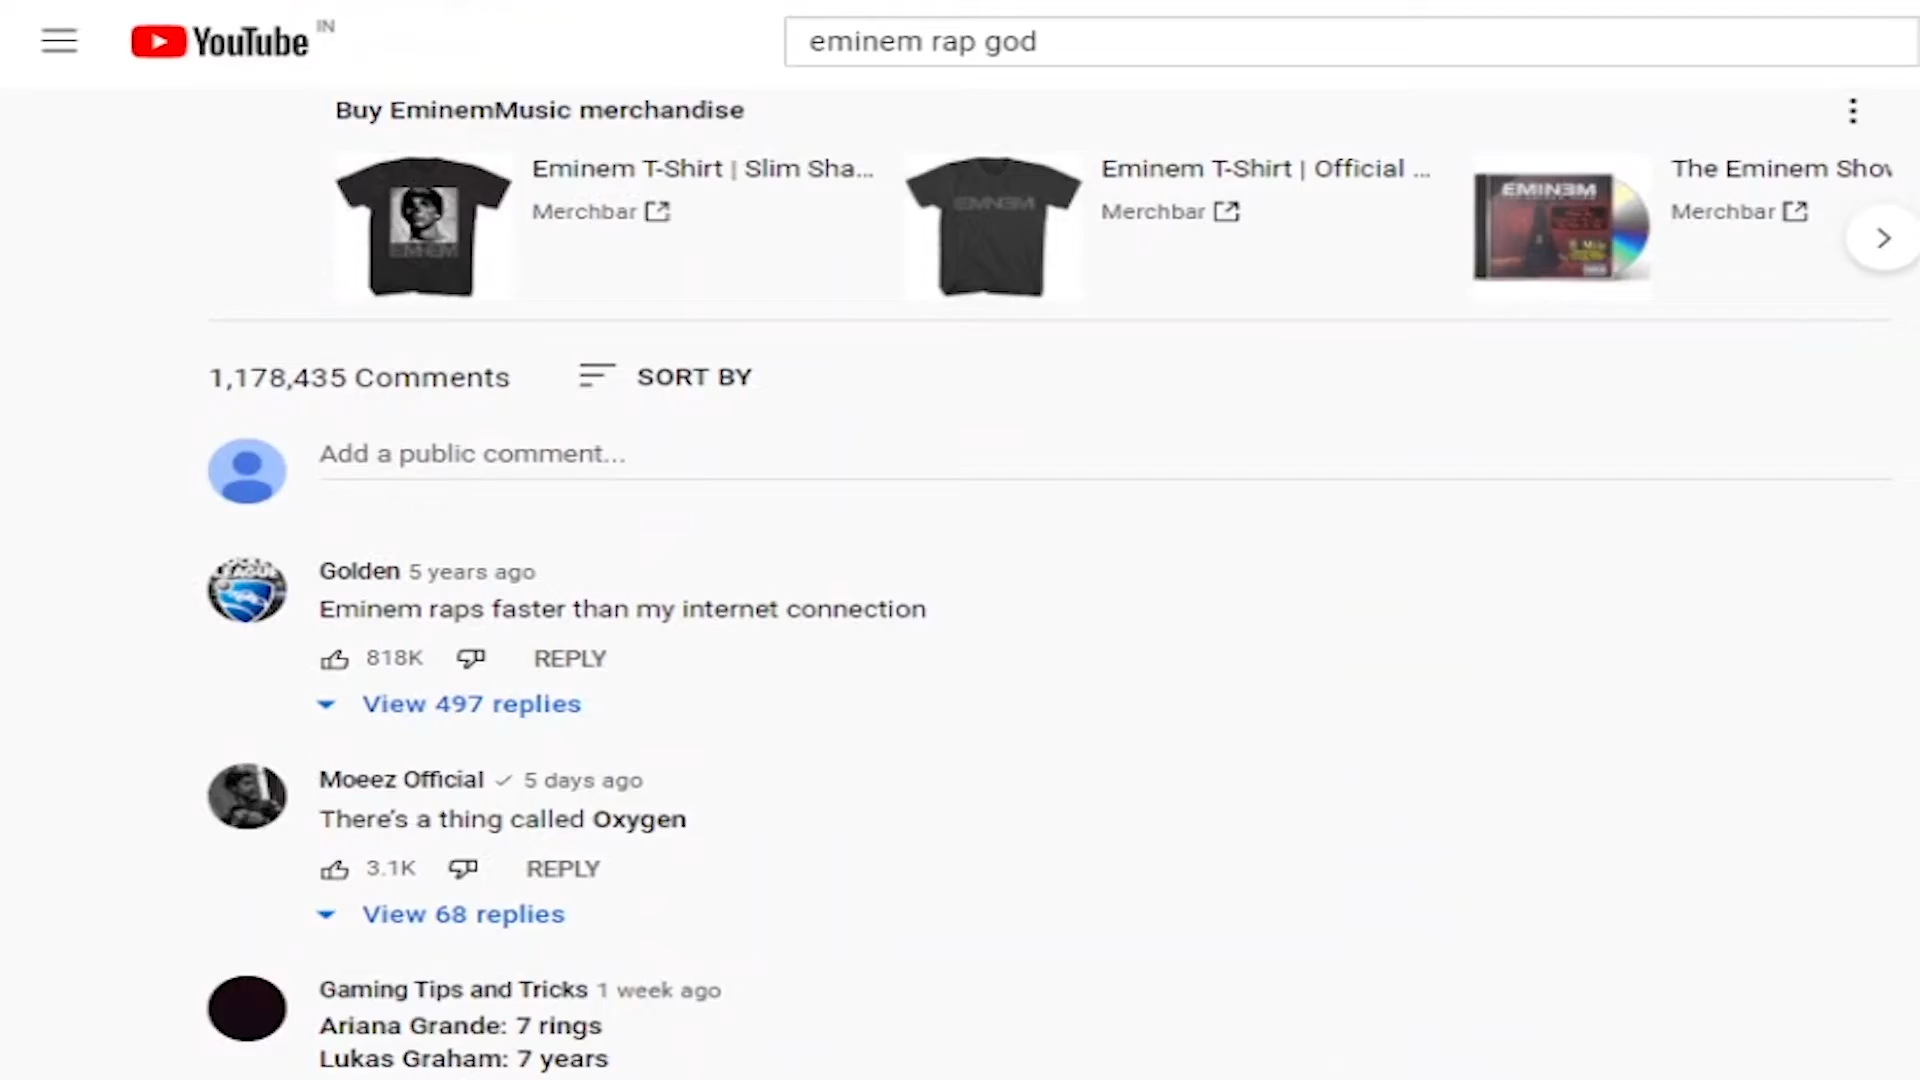 YouTube IN
eminem rap god
Buy EminemMusic merchandise
Eminem T-Shirt | Slim Sha...
Merchbar
Eminem T-Shirt | Official ...
Merchbar
EMINEM
The Eminem Show
Merchbar
1,178,435 Comments
SORT BY
Add a public comment...
Golden 5 years ago
Eminem raps faster than my internet connection
818K REPLY
View 497 replies
Moeez Official 5 days ago
There's a thing called Oxygen
3.1K REPLY
View 68 replies
Gaming Tips and Tricks 1 week ago
Ariana Grande: 7 rings
Lukas Graham: 7 years